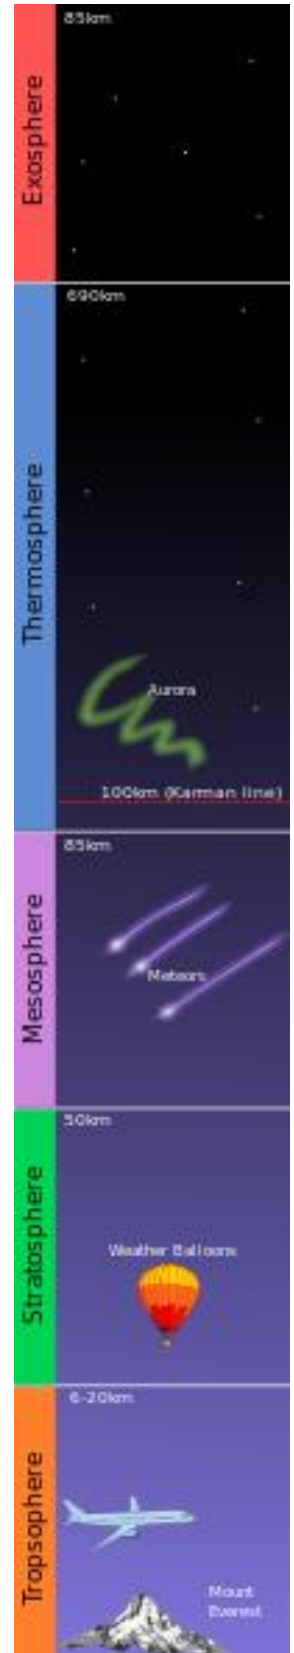 Exosphere
85km
Thermosphere
690km
Aurora
100km (Karman line)
Mesosphere
85km
Meteors
Stratosphere
50km
Weather Balloons
Tropsophere
6-20km
Mount
Everest